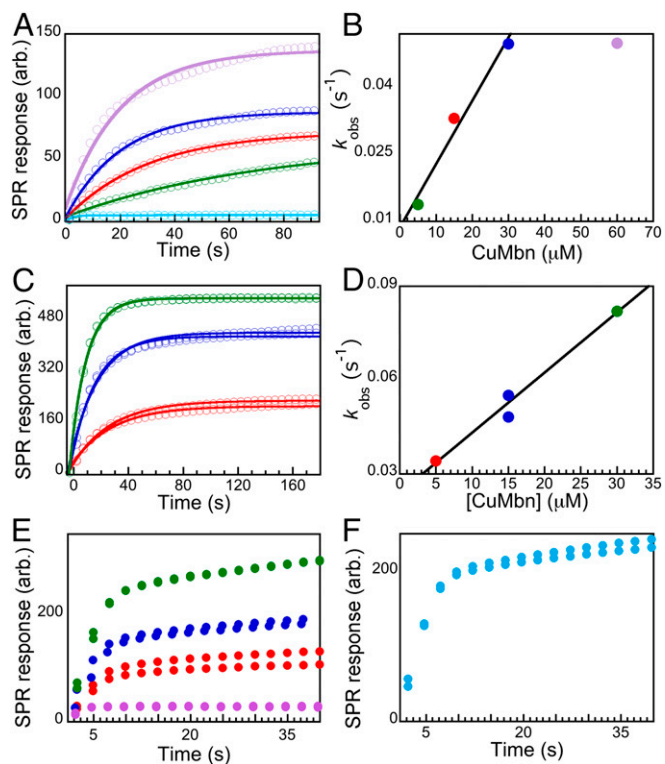 A
SPR response (arb.)
150
100
50
0
0 20 40 60 80
Time (s)
B
k obs (s⁻¹)
0.04
0.025
0.01
0 10 20 30 40 50 60 70
CuMbn (µM)
C
SPR response (arb.)
480
320
160
0 40 80 120 160
Time (s)
D
k obs (s⁻¹)
0.09
0.06
0.03
0 5 10 15 20 25 30 35
[CuMbn] (µM)
E
SPR response (arb.)
200
0
5 15 25 35
Time (s)
F
SPR response (arb.)
200
0
5 15 25 35
Time (s)